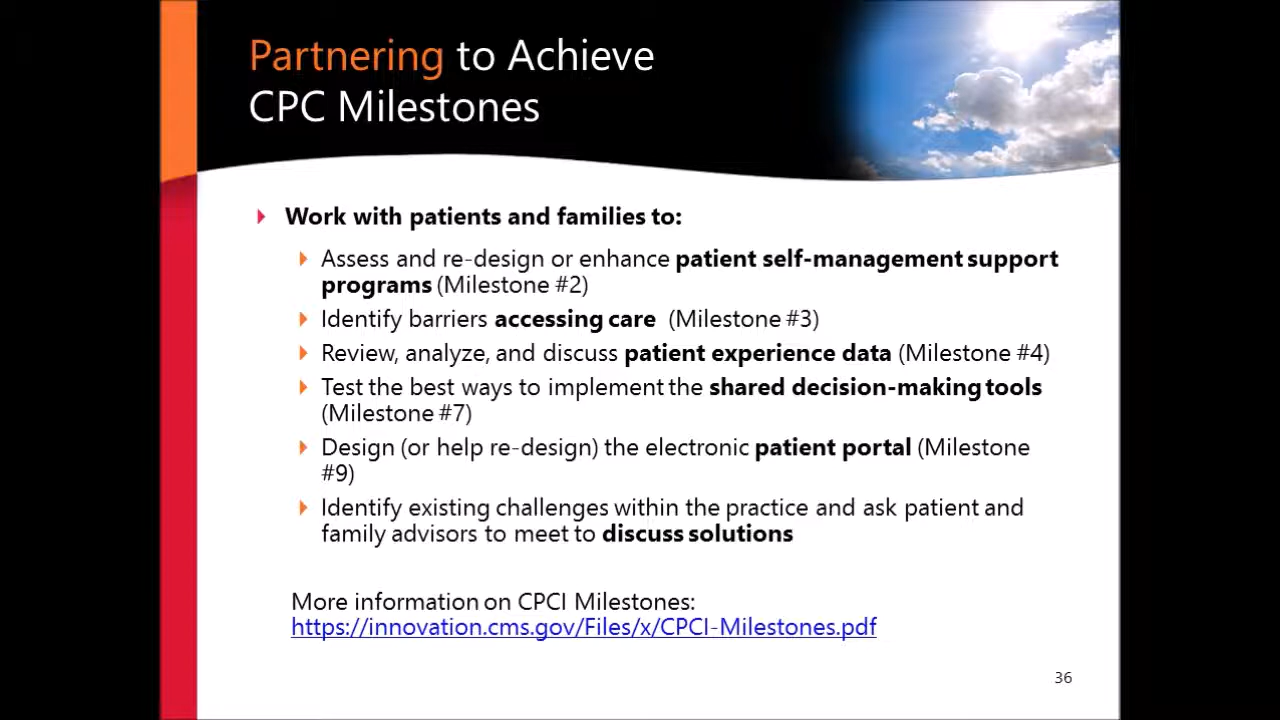 Partnering to Achieve
CPC Milestones
Work with patients and families to:
Assess and re-design or enhance patient self-management support
programs (Milestone #2)
Identify barriers accessing care (Milestone #3)
Review, analyze, and discuss patient experience data (Milestone #4)
Test the best ways to implement the shared decision-making tools
(Milestone #7)
Design (or help re-design) the electronic patient portal (Milestone
#9)
Identify existing challenges within the practice and ask patient and
family advisors to meet to discuss solutions
More information on CPCI Milestones:
https://innovation.cms.gov/Files/x/CPCI-Milestones.pdf
36